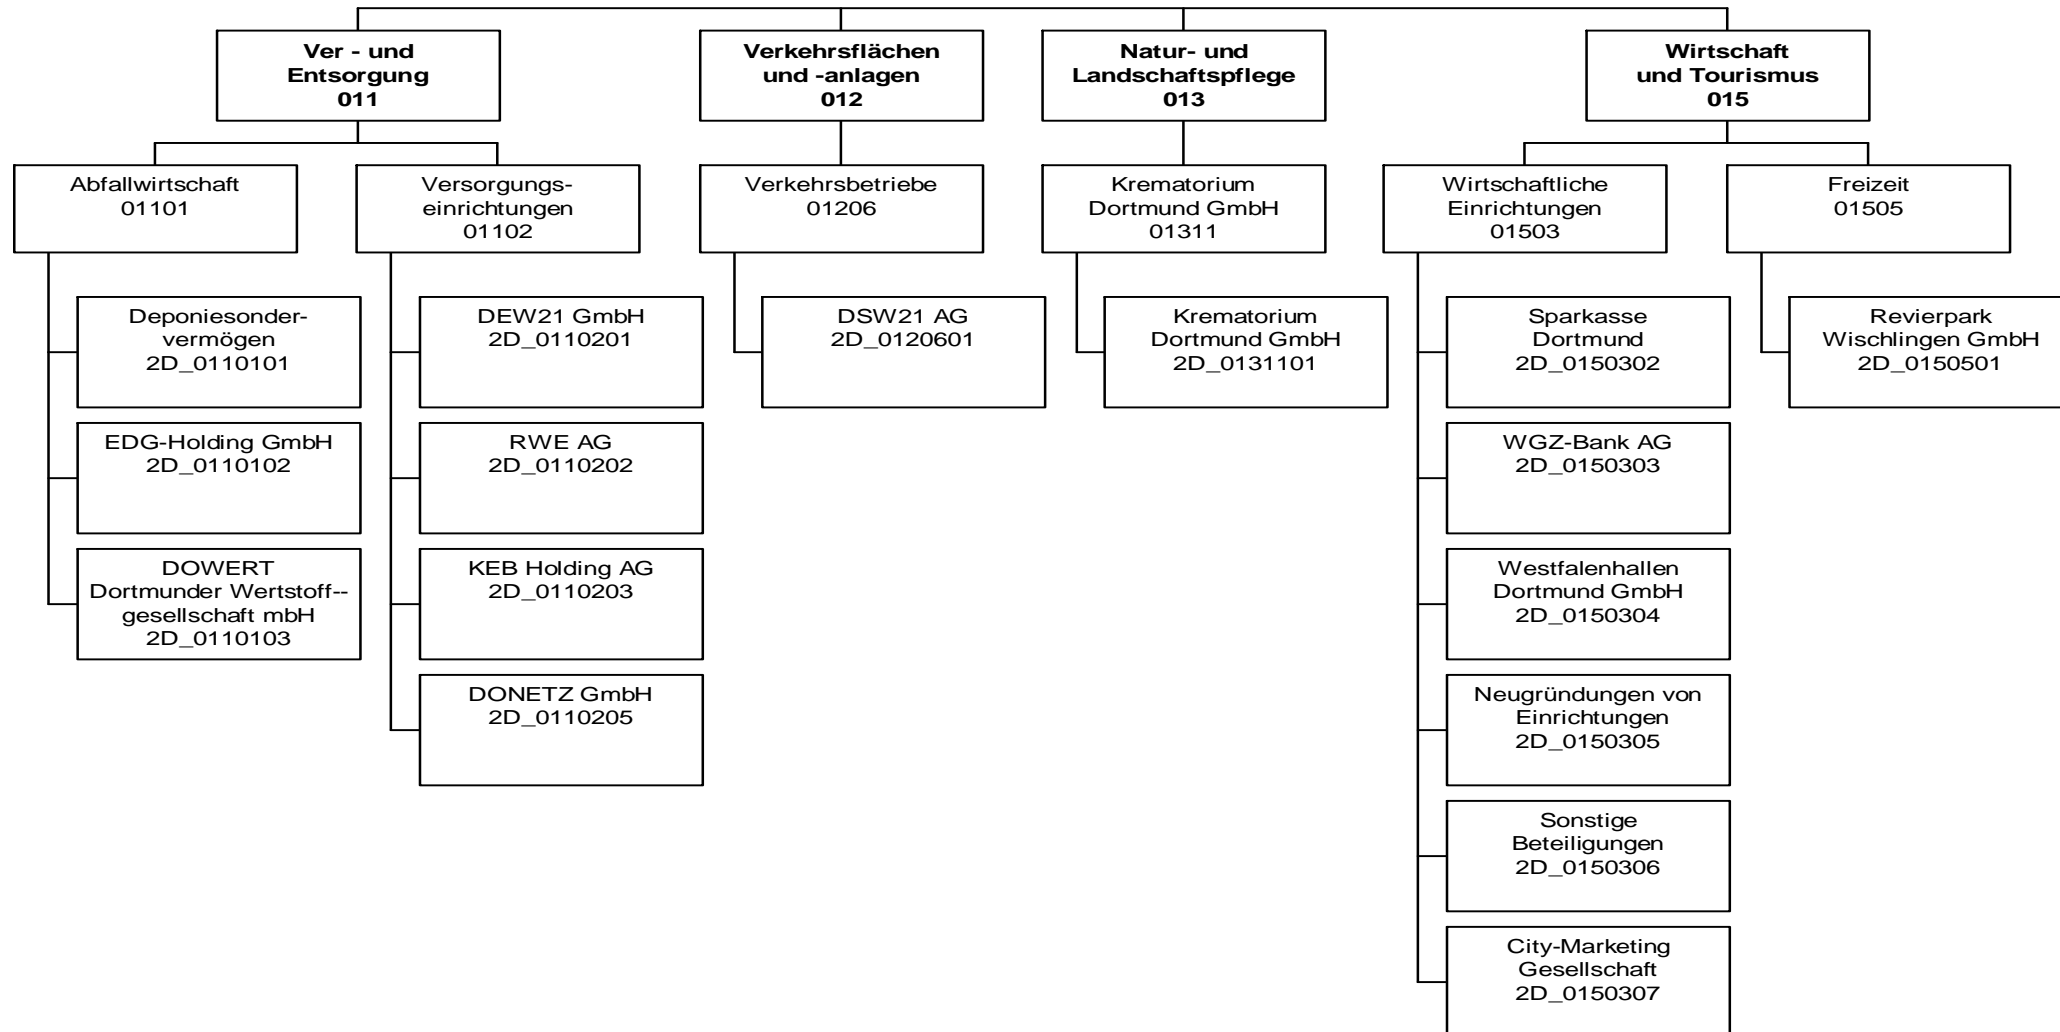 Ver - und
Entsorgung
011
Verkehrsflächen
und -anlagen
012
Natur- und
Landschaftspflege
013
Wirtschaft
und Tourismus
015
Abfallwirtschaft
01101
Versorgungs-
einrichtungen
01102
Verkehrsbetriebe
01206
Krematorium
Dortmund GmbH
01311
Wirtschaftliche
Einrichtungen
01503
Freizeit
01505
Deponiesonder-
vermögen
2D_0110101
EDG-Holding GmbH
2D_0110102
DOWERT
Dortmunder Wertstoff--
gesellschaft mbH
2D_0110103
DEW21 GmbH
2D_0110201
RWE AG
2D_0110202
KEB Holding AG
2D_0110203
DONETZ GmbH
2D_0110205
DSW21 AG
2D_0120601
Krematorium
Dortmund GmbH
2D_0131101
Sparkasse
Dortmund
2D_0150302
WGZ-Bank AG
2D_0150303
Westfalenhallen
Dortmund GmbH
2D_0150304
Neugründungen von
Einrichtungen
2D_0150305
Sonstige
Beteiligungen
2D_0150306
City-Marketing
Gesellschaft
2D_0150307
Revierpark
Wischlingen GmbH
2D_0150501